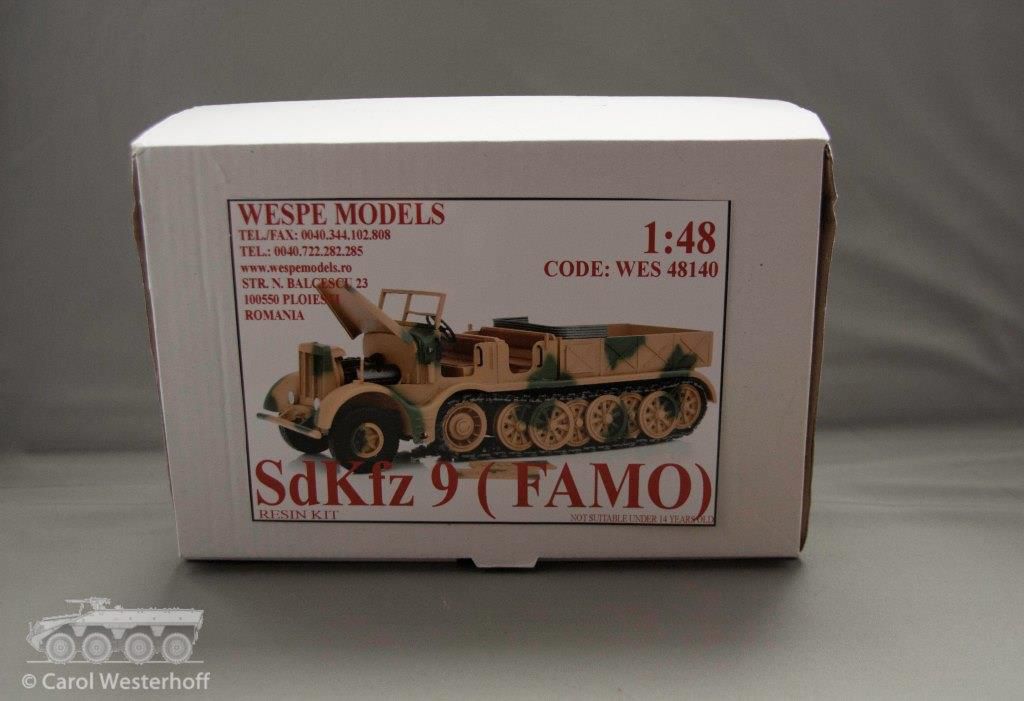 WESPE MODELS
TEL./FAX: 0040.344.102.808
TEL.: 0040.722.282.285
www.wespemodels.ro
STR. N. BALCESCU 23
100550 PLOIESTI
ROMANIA
1:48
CODE: WES 48140
SdKfz 9 ( FAMO)
RESIN KIT
NOT SUITABLE UNDER 14 YEARS OLD
© Carol Westerhoff